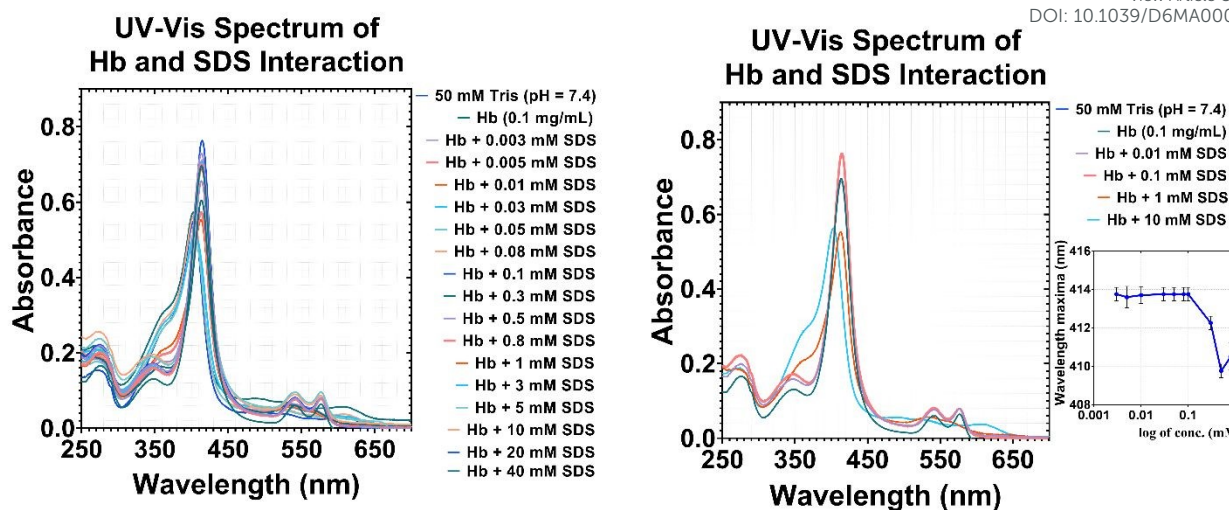 DOI: 10.1039/D6MA000
UV-Vis Spectrum of
Hb and SDS Interaction
Absorbance
0.8
0.6
0.4
0.2
0.0
250
350
450
550
650
Wavelength (nm)
50 mM Tris (pH = 7.4)
Hb (0.1 mg/mL)
Hb + 0.003 mM SDS
Hb + 0.005 mM SDS
Hb + 0.01 mM SDS
Hb + 0.03 mM SDS
Hb + 0.05 mM SDS
Hb + 0.08 mM SDS
Hb + 0.1 mM SDS
Hb + 0.3 mM SDS
Hb + 0.5 mM SDS
Hb + 0.8 mM SDS
Hb + 1 mM SDS
Hb + 3 mM SDS
Hb + 5 mM SDS
Hb + 10 mM SDS
Hb + 20 mM SDS
Hb + 40 mM SDS
UV-Vis Spectrum of
Hb and SDS Interaction
Absorbance
0.8
0.6
0.4
0.2
0.0
250
350
450
550
650
Wavelength (nm)
50 mM Tris (pH = 7.4)
Hb (0.1 mg/mL)
Hb + 0.01 mM SDS
Hb + 0.1 mM SDS
Hb + 1 mM SDS
Hb + 10 mM SDS
Wavelength maxima (nm)
416
414
412
410
408
0.001
0.01
0.1
log of conc. (m